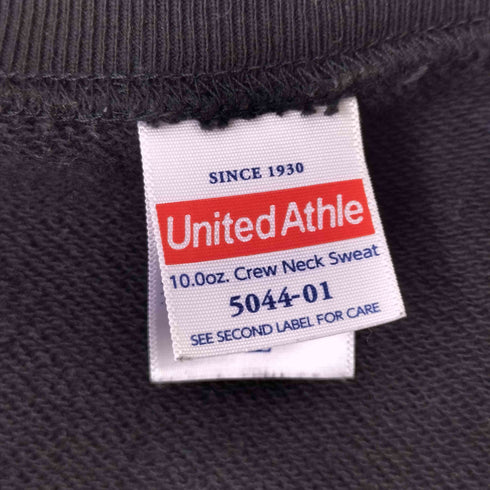 SINCE 1930
United Athle
10.0oz. Crew Neck Sweat
5044-01
SEE SECOND LABEL FOR CARE